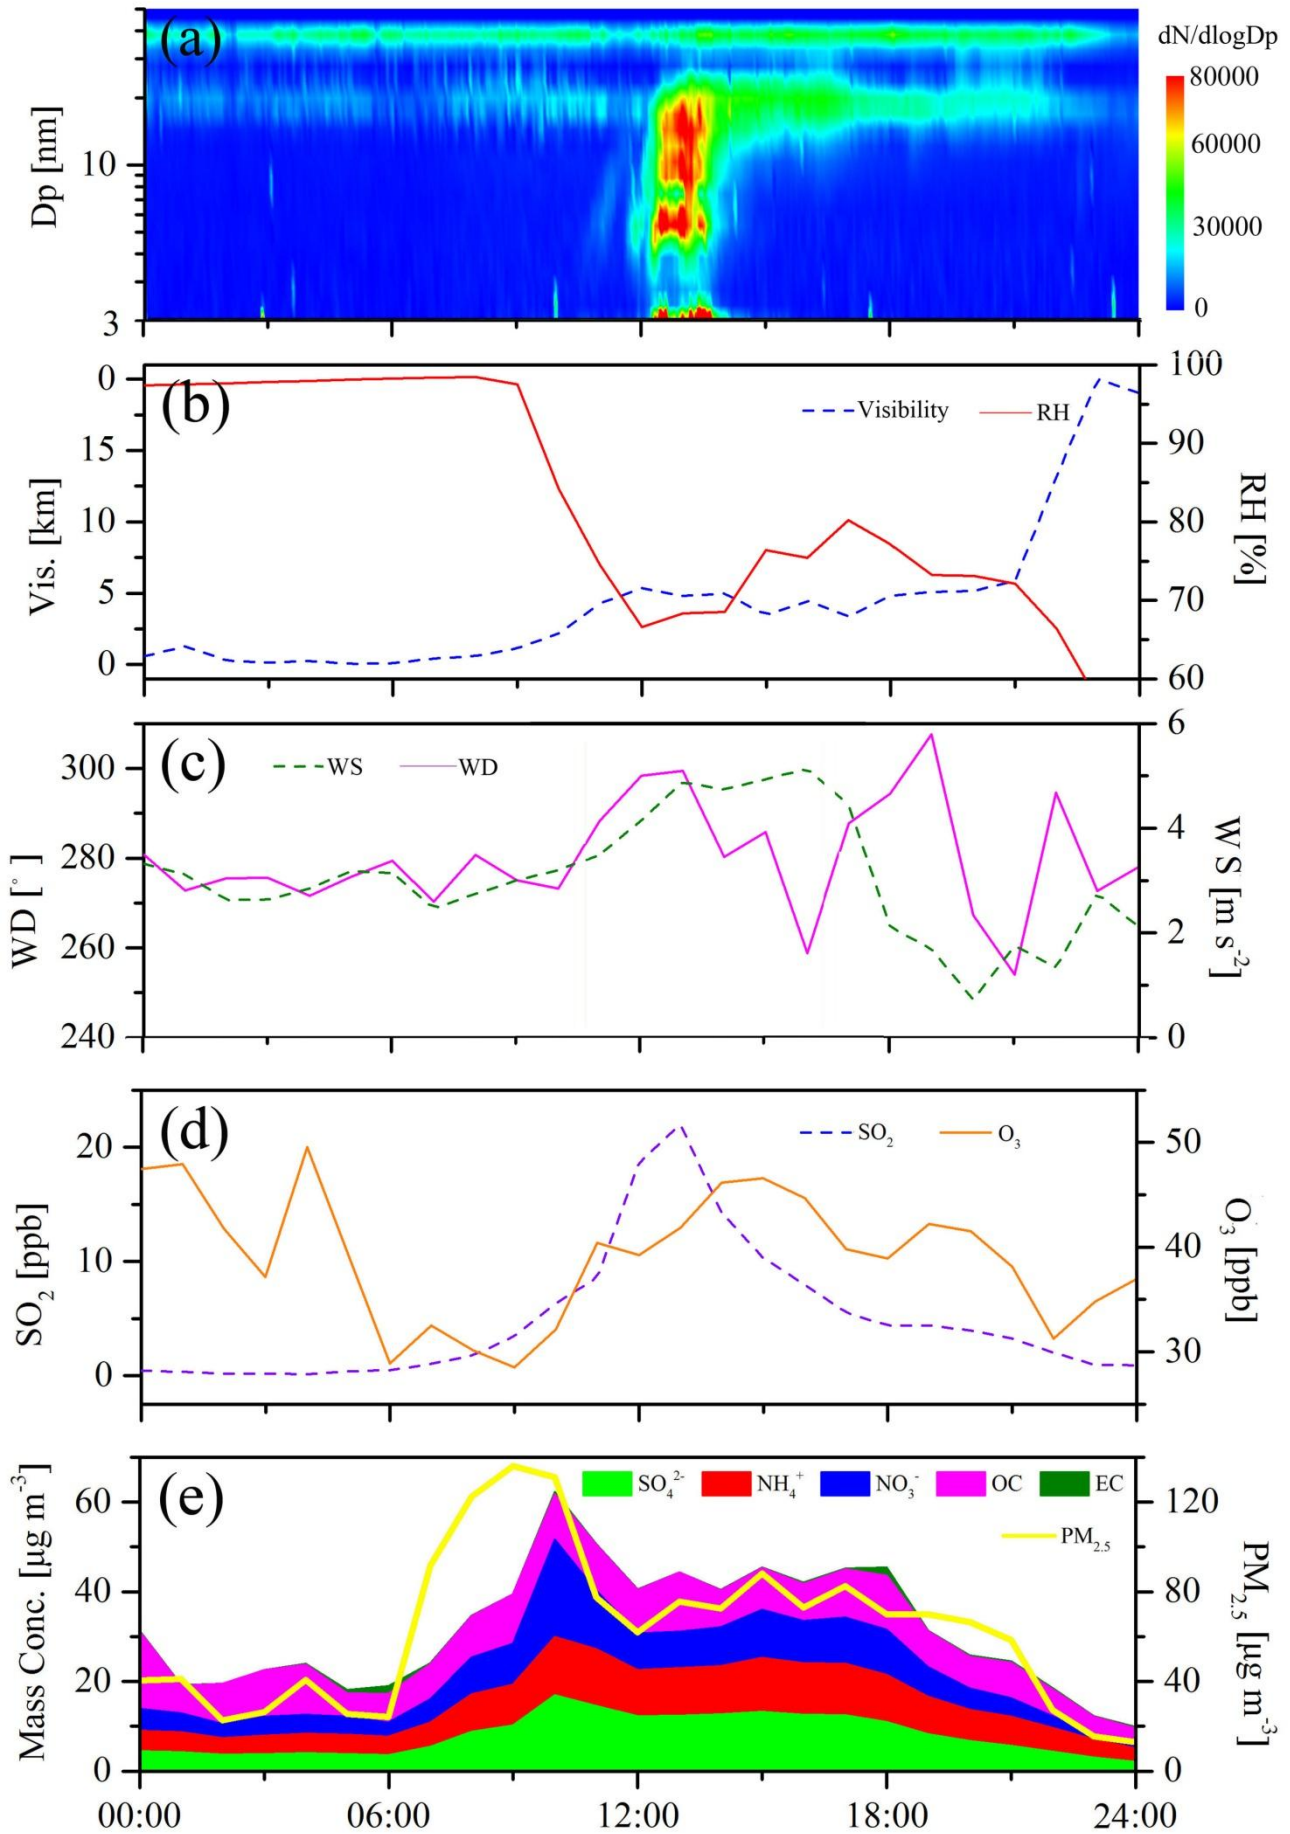 (a)
dN/dlogDp
80000
60000
30000
0
Dp [nm]
10
3
(b)
Visibility
RH
Vis. [km]
0
15
10
5
0
100
90
80
70
60
RH [%]
(c)
WS
WD
WD [°]
300
280
260
240
6
4
2
0
W S [m s⁻²]
(d)
SO₂
O₃
SO₂ [ppb]
20
10
0
50
40
30
O₃ [ppb]
(e)
SO₄²⁻
NH₄⁺
NO₃⁻
OC
EC
PM₂.₅
Mass Conc. [µg m⁻³]
60
40
20
0
120
80
40
0
PM₂.₅ [µg m⁻³]
00:00
06:00
12:00
18:00
24:00